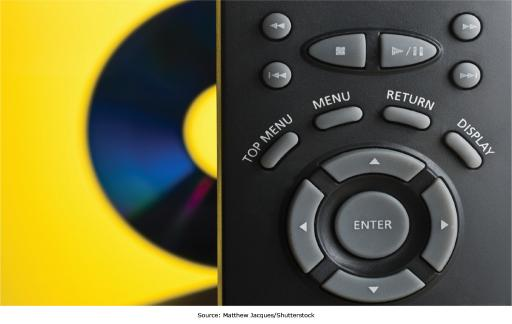 MENU
RETURN
TOP MENU
DISPLAY
ENTER
Source: Matthew Jacques/Shutterstock